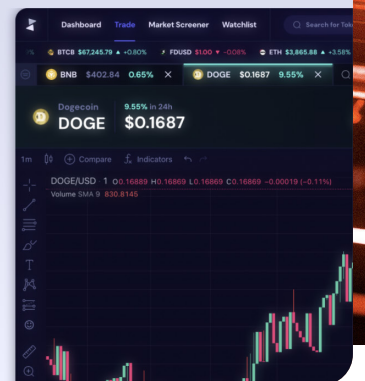 Dashboard Trade Market Screener Watchlist Search for Tok
BTCB $67,245.79 ▲ +0.80% FDUSD $1.00 ▼ -0.08% ETH $3,865.88 ▲ +3.58%
BNB $402.84 0.65% × DOGE $0.1687 9.55% ×
Dogecoin 9.55% in 24h
DOGE $0.1687
1m Compare Indicators
DOGE/USD · 1 O0.16889 H0.16869 L0.16869 C0.16869 −0.00019 (−0.11%)
Volume SMA 9 830.8145
T